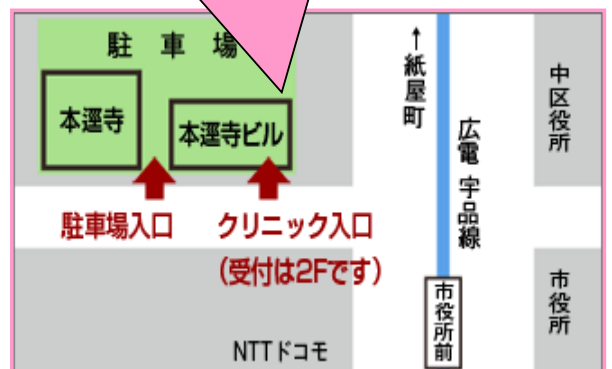 駐車場
本逕寺
本逕寺ビル
駐車場入口
クリニック入口
(受付は2Fです)
NTTドコモ
↑紙屋町
広電 宇品線
市役所前
中区役所
市役所